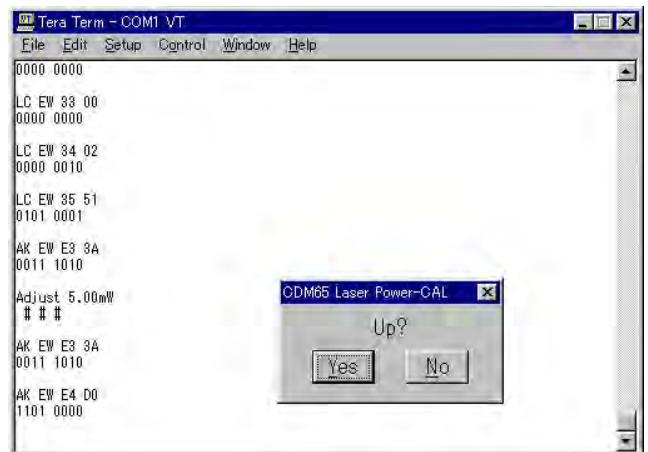 Tera Term - COM1 VT
File Edit Setup Control Window Help
0000 0000
LC EW 33 00
0000 0000
LC EW 34 02
0000 0010
LC EW 35 51
0101 0001
AK EW E3 3A
0011 1010
Adjust 5.00mW
# # #
AK EW E3 3A
0011 1010
AK EW E4 D0
1101 0000
CDM65 Laser Power-CAL
Up?
Yes No